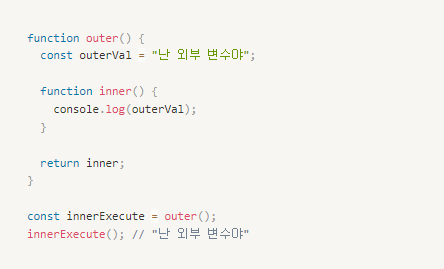 function outer() {
  const outerVal = "난 외부 변수야";

  function inner() {
    console.log(outerVal);
  }

  return inner;
}

const innerExecute = outer();
innerExecute(); // "난 외부 변수야"